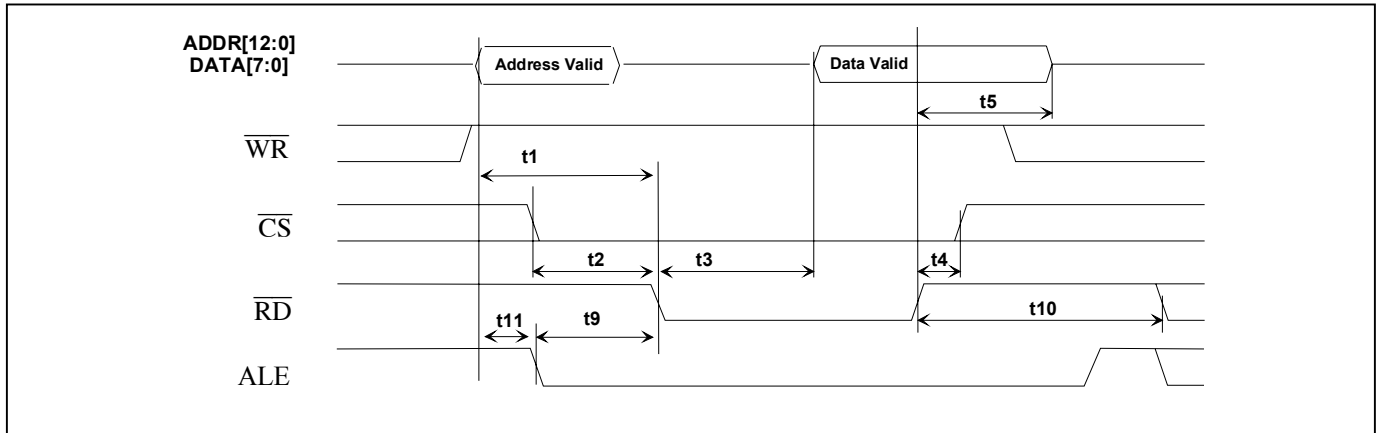 ADDR[12:0]
DATA[7:0]
Address Valid
Data Valid
t5
WR
t1
CS
t2
t3
t4
RD
t10
t11
t9
ALE